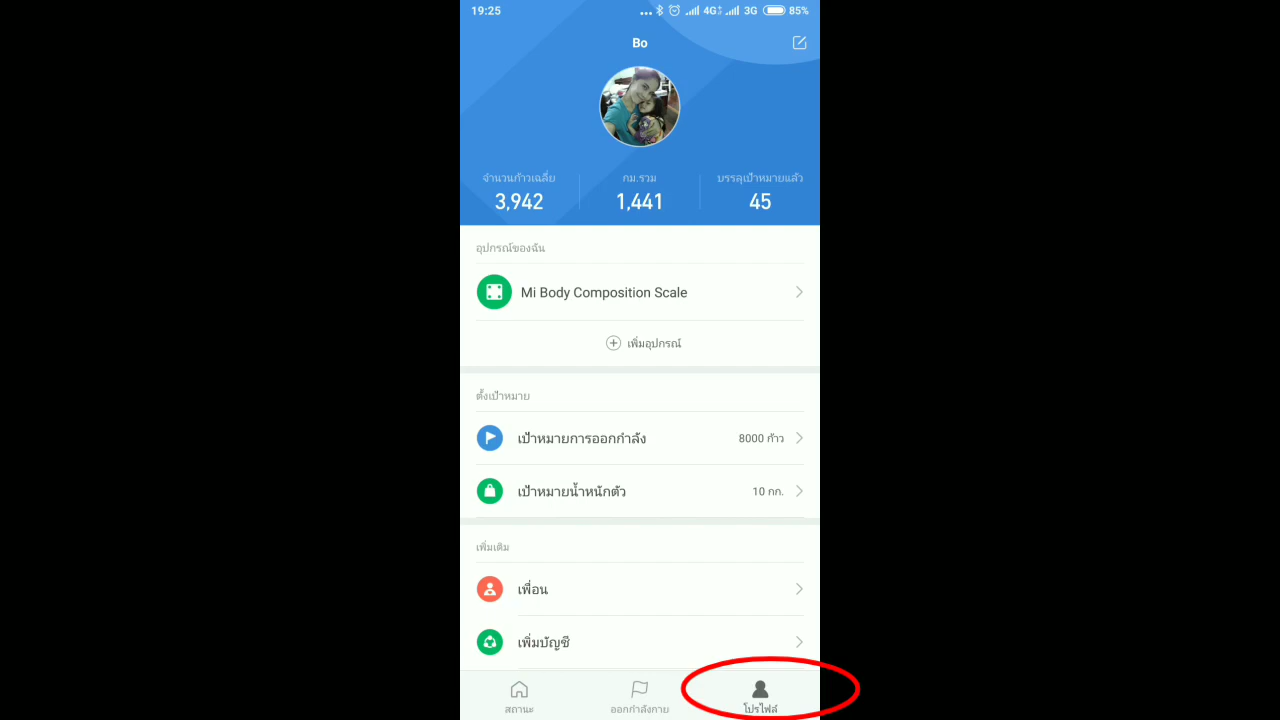 19:25 ... 4G 3G 85%
Bo
จำนวนก้าวเฉลี่ย กม.รวม บรรลุเป้าหมายแล้ว
3,942 1,441 45
อุปกรณ์ของฉัน
Mi Body Composition Scale
เพิ่มอุปกรณ์
ตั้งเป้าหมาย
เป้าหมายการออกกำลัง 8000 ก้าว
เป้าหมายน้ำหนักตัว 10 กก.
เพิ่มเติม
เพื่อน
เพิ่มบัญชี
สถานะ ออกกำลังกาย โปรไฟล์